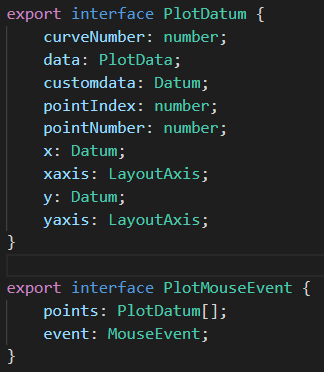 export interface PlotDatum {
    curveNumber: number;
    data: PlotData;
    customdata: Datum;
    pointIndex: number;
    pointNumber: number;
    x: Datum;
    xaxis: LayoutAxis;
    y: Datum;
    yaxis: LayoutAxis;
}
export interface PlotMouseEvent {
    points: PlotDatum[];
    event: MouseEvent;
}